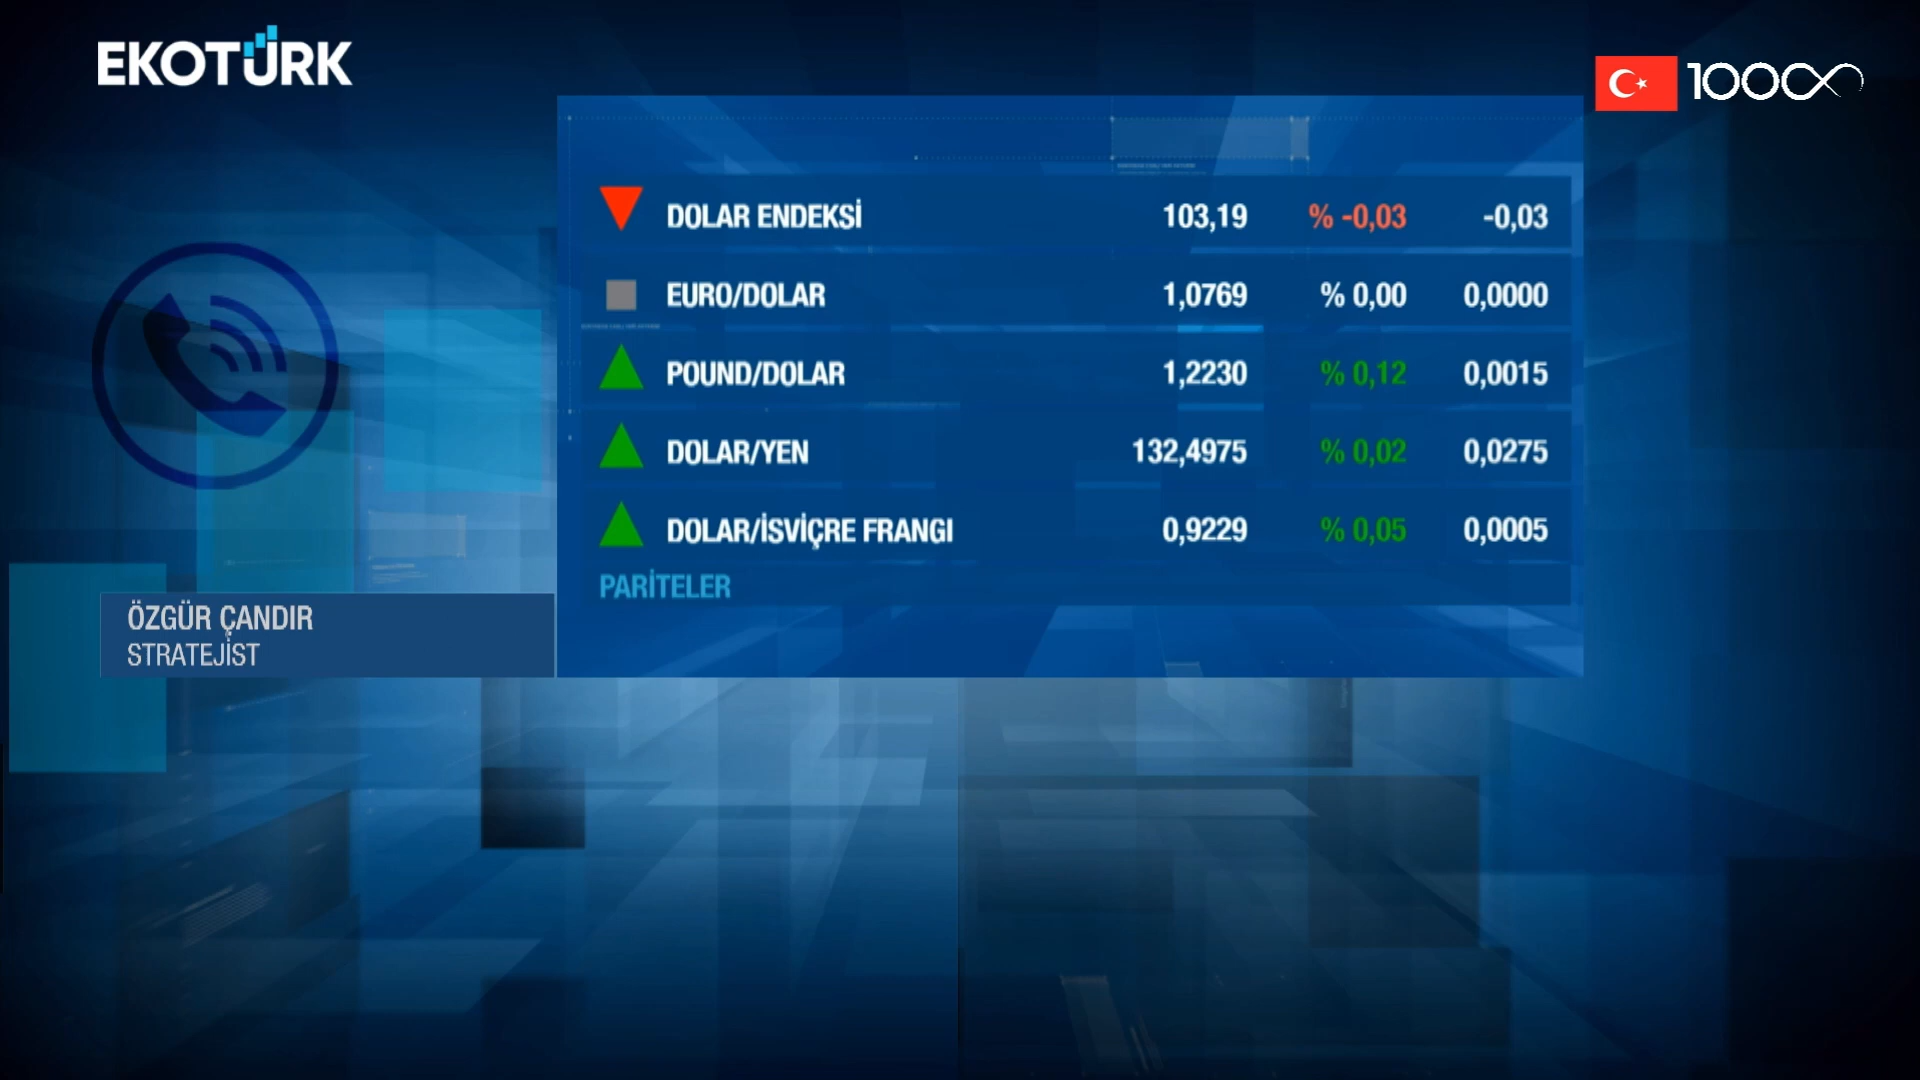 EKOTÜRK
100
DOLAR ENDEKSİ 103,19 % -0,03 -0,03
EURO/DOLAR 1,0769 % 0,00 0,0000
POUND/DOLAR 1,2230 % 0,12 0,0015
DOLAR/YEN 132,4975 % 0,02 0,0275
DOLAR/İSVİÇRE FRANGI 0,9229 % 0,05 0,0005
PARİTELER
ÖZGÜR ÇANDIR
STRATEJİST